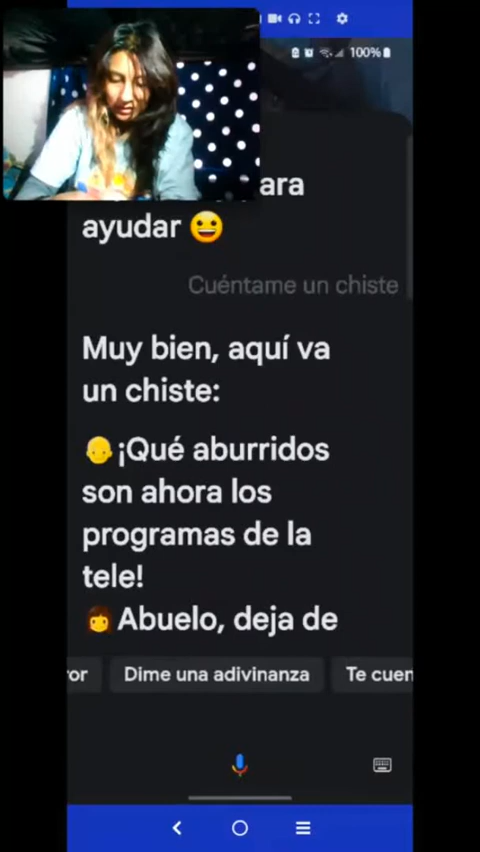 100%
ayudar 😀
Cuéntame un chiste
Muy bien, aquí va
un chiste:
👴¡Qué aburridos
son ahora los
programas de la
tele!
👩Abuelo, deja de
Dime una adivinanza